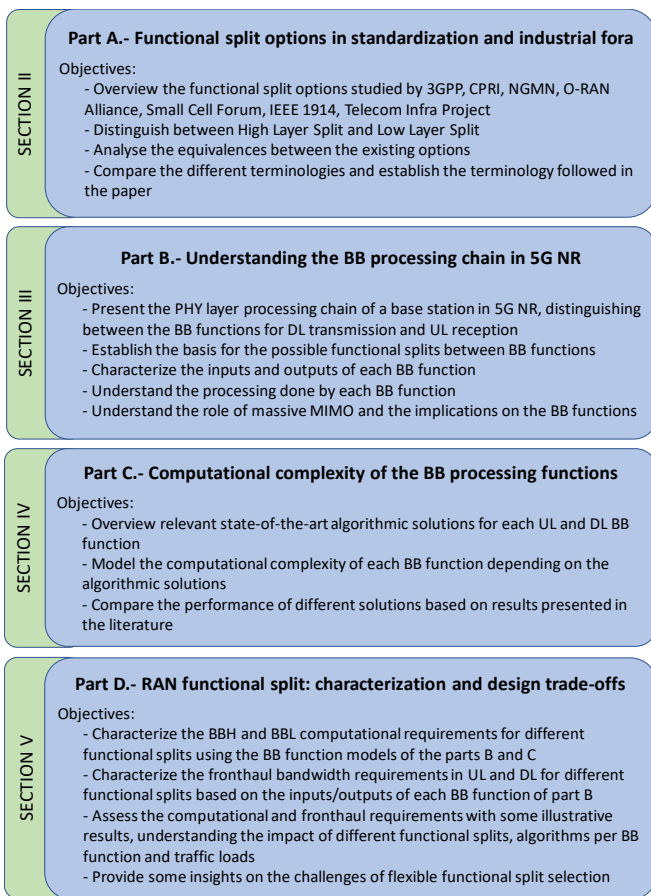 SECTION II
Part A.- Functional split options in standardization and industrial fora
Objectives:
- Overview the functional split options studied by 3GPP, CPRI, NGMN, O-RAN
Alliance, Small Cell Forum, IEEE 1914, Telecom Infra Project
- Distinguish between High Layer Split and Low Layer Split
- Analyse the equivalences between the existing options
- Compare the different terminologies and establish the terminology followed in
the paper
SECTION III
Part B.- Understanding the BB processing chain in 5G NR
Objectives:
- Present the PHY layer processing chain of a base station in 5G NR, distinguishing
between the BB functions for DL transmission and UL reception
- Establish the basis for the possible functional splits between BB functions
- Characterize the inputs and outputs of each BB function
- Understand the processing done by each BB function
- Understand the role of massive MIMO and the implications on the BB functions
SECTION IV
Part C.- Computational complexity of the BB processing functions
Objectives:
- Overview relevant state-of-the-art algorithmic solutions for each UL and DL BB
function
- Model the computational complexity of each BB function depending on the
algorithmic solutions
- Compare the performance of different solutions based on results presented in
the literature
SECTION V
Part D.- RAN functional split: characterization and design trade-offs
Objectives:
- Characterize the BBH and BBL computational requirements for different
functional splits using the BB function models of the parts B and C
- Characterize the fronthaul bandwidth requirements in UL and DL for different
functional splits based on the inputs/outputs of each BB function of part B
- Assess the computational and fronthaul requirements with some illustrative
results, understanding the impact of different functional splits, algorithms per BB
function and traffic loads
- Provide some insights on the challenges of flexible functional split selection